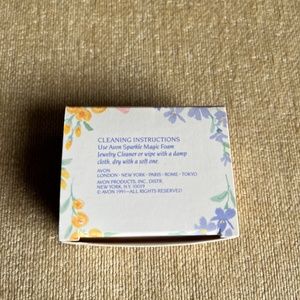 CLEANING INSTRUCTIONS
Use Avon Sparkle Magic Foam
Jewelry Cleaner or wipe with a damp
cloth, dry with a soft one.
AVON
LONDON · NEW YORK · PARIS · ROME · TOKYO
AVON PRODUCTS, INC. DISTR.
NEW YORK, N.Y. 10019
© AVON 1991—ALL RIGHTS RESERVED